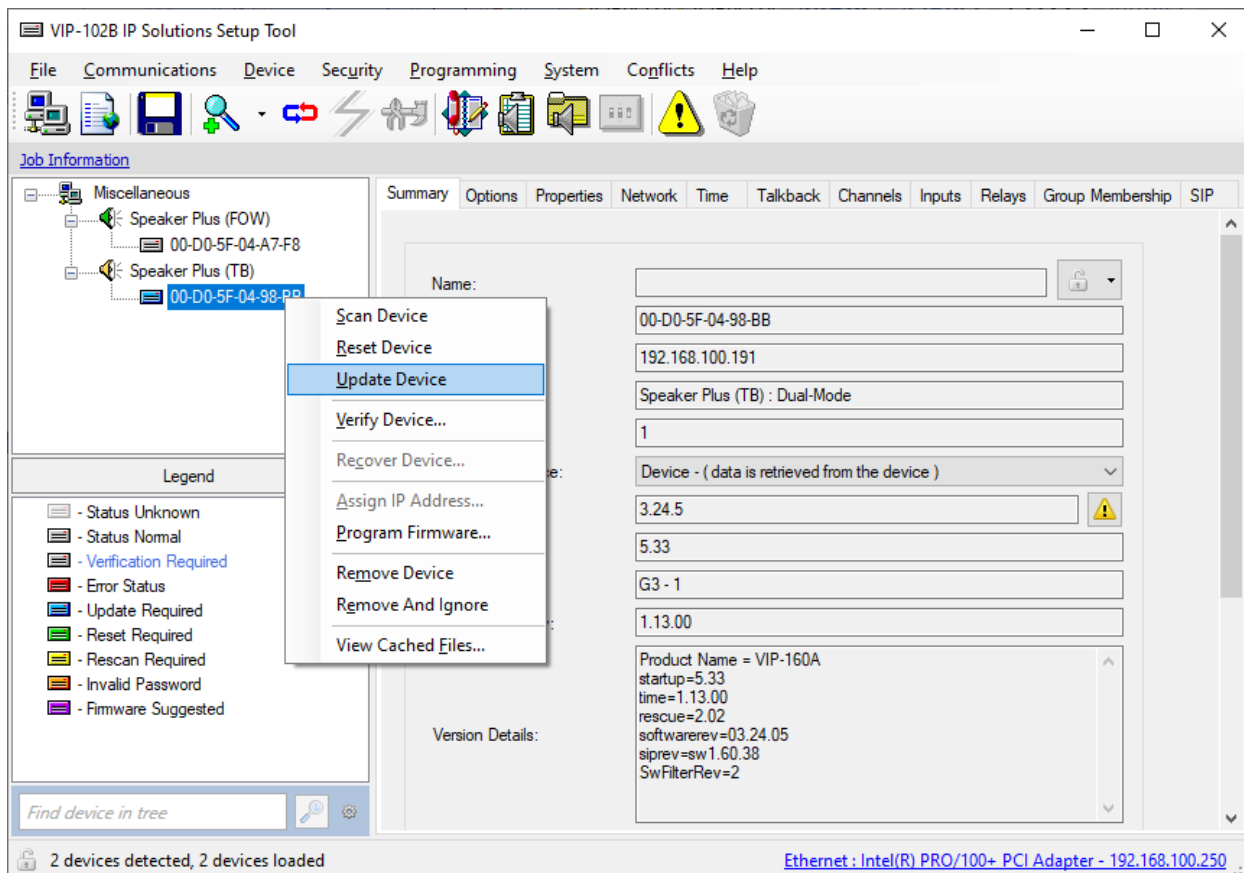 VIP-102B IP Solutions Setup Tool
File Communications Device Security Programming System Conflicts Help
Job Information
Miscellaneous
Speaker Plus (FOW)
00-D0-5F-04-A7-F8
Speaker Plus (TB)
00-D0-5F-04-98-BB
Scan Device
Reset Device
Update Device
Verify Device...
Recover Device...
Assign IP Address...
Program Firmware...
Remove Device
Remove And Ignore
View Cached Files...
Legend
- Status Unknown
- Status Normal
- Verification Required
- Error Status
- Update Required
- Reset Required
- Rescan Required
- Invalid Password
- Firmware Suggested
Find device in tree
Summary Options Properties Network Time Talkback Channels Inputs Relays Group Membership SIP
Name:
00-D0-5F-04-98-BB
192.168.100.191
Speaker Plus (TB) : Dual-Mode
1
Device - ( data is retrieved from the device )
3.24.5
5.33
G3 - 1
1.13.00
Version Details:
Product Name = VIP-160A
startup=5.33
time=1.13.00
rescue=2.02
softwarerev=03.24.05
siprev=sw1.60.38
SwFilterRev=2
2 devices detected, 2 devices loaded
Ethernet : Intel(R) PRO/100+ PCI Adapter - 192.168.100.250